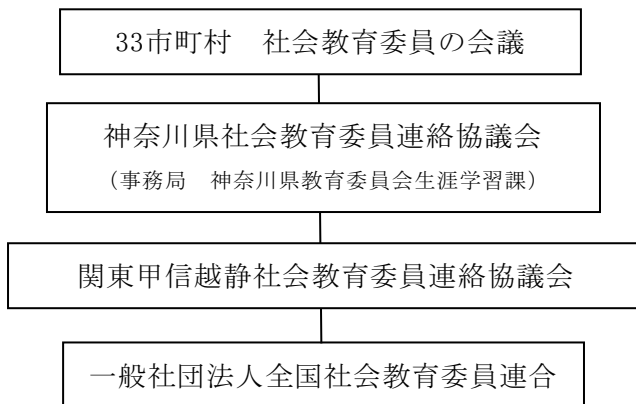 33市町村　社会教育委員の会議
神奈川県社会教育委員連絡協議会
（事務局　神奈川県教育委員会生涯学習課）
関東甲信越静社会教育委員連絡協議会
一般社団法人全国社会教育委員連合